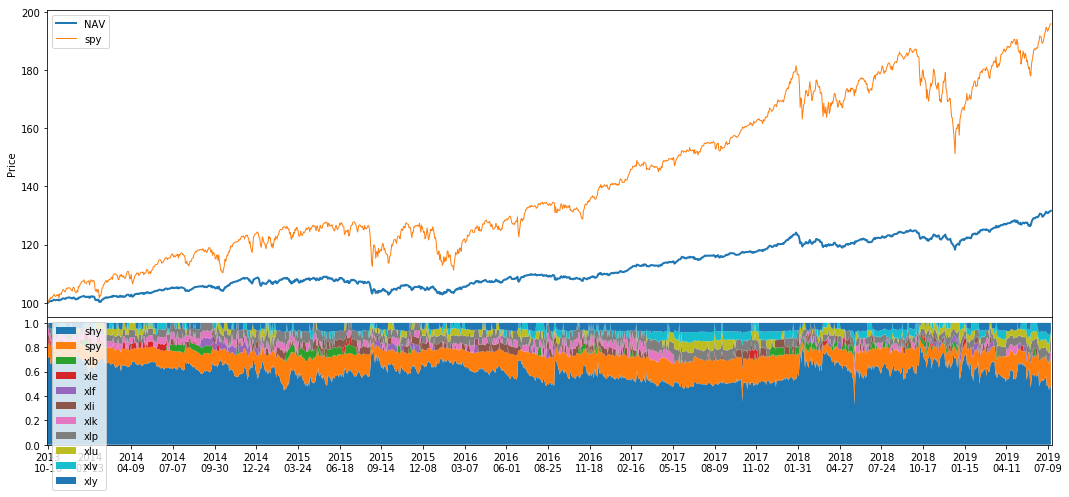 200
180
160
140
120
100
Price
NAV
spy
1.0
0.8
0.6
0.4
0.2
0.0
shy
spy
xlb
xle
xlf
xli
xlk
xlp
xlu
xlv
xly
2014 2014 2014 2014 2015 2015 2015 2015 2016 2016 2016 2016 2017 2017 2017 2017 2018 2018 2018 2018 2019 2019 2019
04-09 07-07 09-30 12-24 03-24 06-18 09-14 12-08 03-07 06-01 08-25 11-18 02-16 05-15 08-09 11-02 01-31 04-27 07-24 10-17 01-15 04-11 07-09